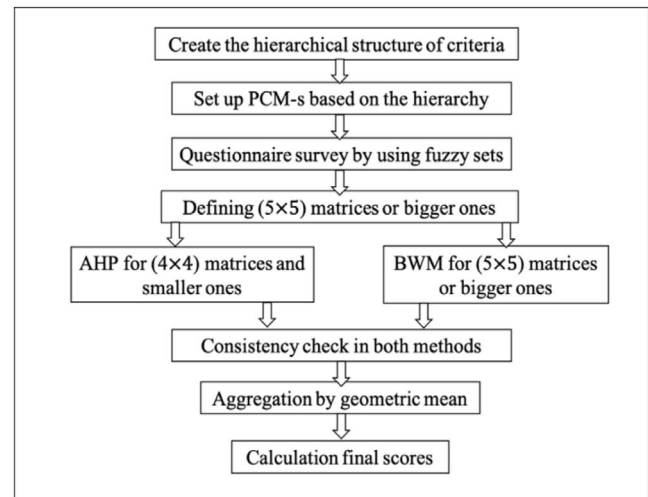 Create the hierarchical structure of criteria
Set up PCM-s based on the hierarchy
Questionnaire survey by using fuzzy sets
Defining (5×5) matrices or bigger ones
AHP for (4×4) matrices and
smaller ones
BWM for (5×5) matrices
or bigger ones
Consistency check in both methods
Aggregation by geometric mean
Calculation final scores